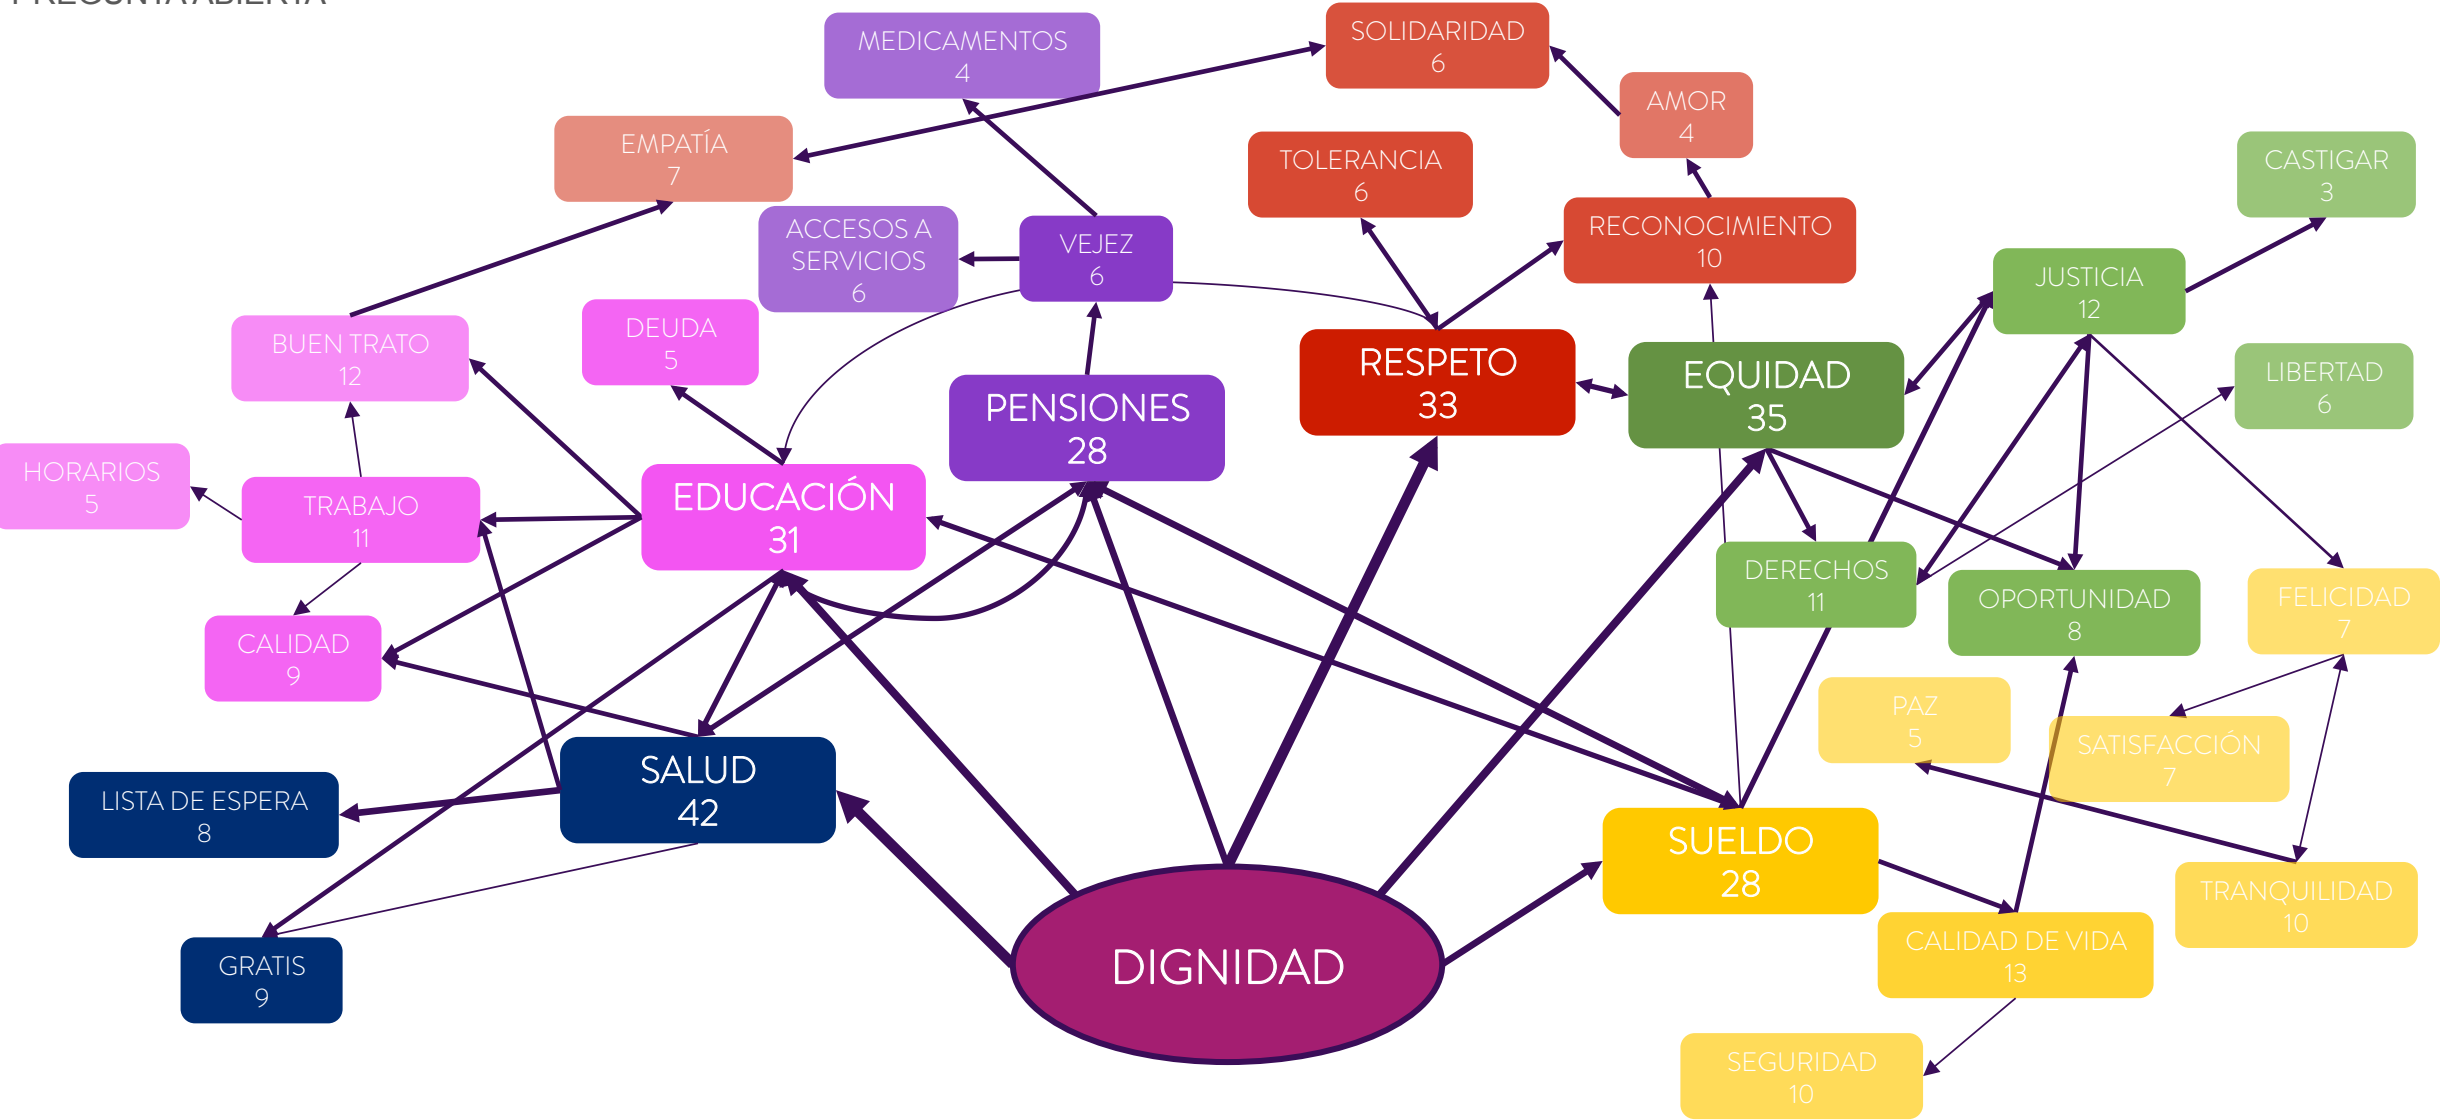 PREGUNTA ABIERTA
MEDICAMENTOS
4
SOLIDARIDAD
6
AMOR
4
EMPATÍA
7
TOLERANCIA
6
CASTIGAR
3
ACCESOS A
SERVICIOS
6
VEJEZ
6
RECONOCIMIENTO
10
JUSTICIA
12
BUEN TRATO
12
DEUDA
5
RESPETO
33
EQUIDAD
35
LIBERTAD
6
PENSIONES
28
HORARIOS
5
TRABAJO
11
EDUCACIÓN
31
DERECHOS
11
OPORTUNIDAD
8
FELICIDAD
7
CALIDAD
9
PAZ
5
SATISFACCIÓN
7
LISTA DE ESPERA
8
SALUD
42
SUELDO
28
TRANQUILIDAD
10
GRATIS
9
DIGNIDAD
CALIDAD DE VIDA
13
SEGURIDAD
10